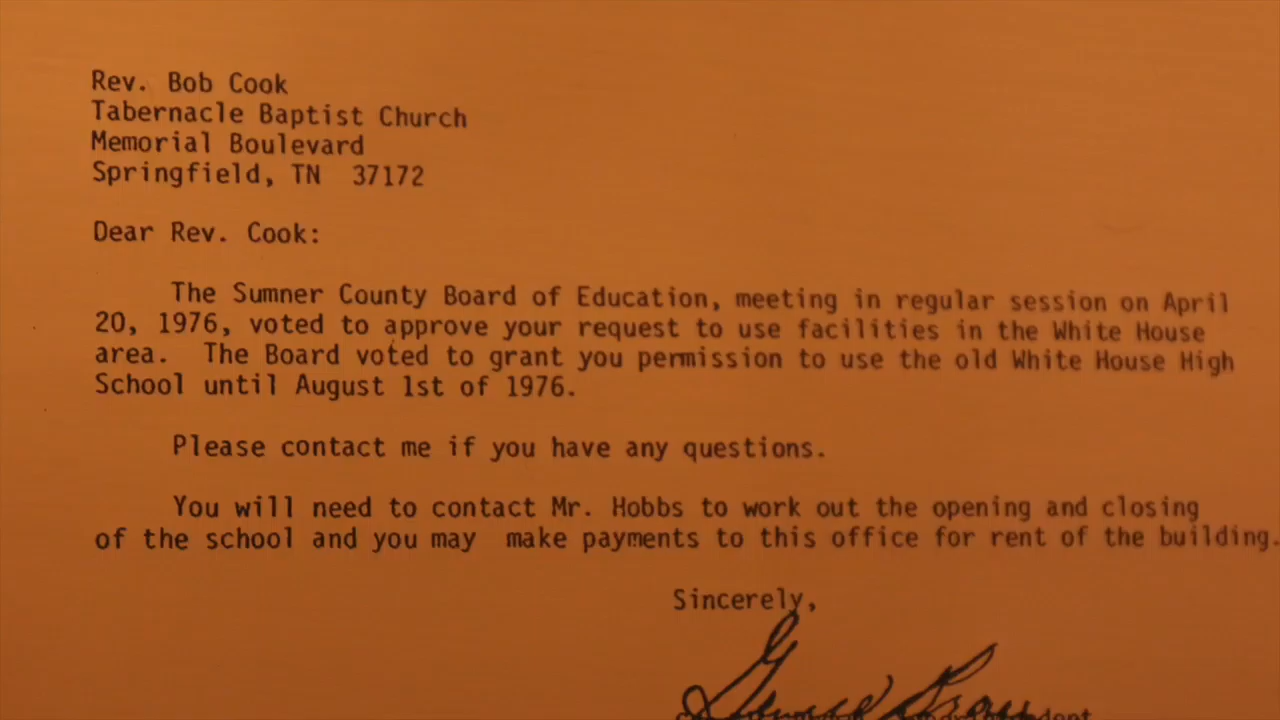 Rev. Bob Cook
Tabernacle Baptist Church
Memorial Boulevard
Springfield, TN 37172
Dear Rev. Cook:
The Sumner County Board of Education, meeting in regular session on April
20, 1976, voted to approve your request to use facilities in the White House
area. The Board voted to grant you permission to use the old White House High
School until August 1st of 1976.
Please contact me if you have any questions.
You will need to contact Mr. Hobbs to work out the opening and closing
of the school and you may make payments to this office for rent of the building.
Sincerely,